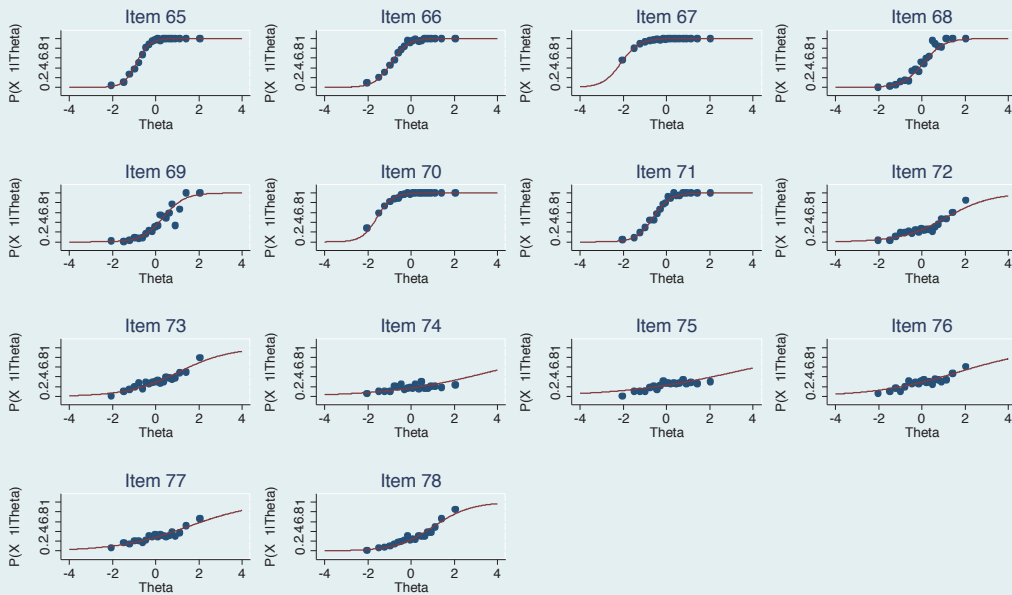 Item 65 Item 66 Item 67 Item 68
P(X 1|Theta) 0.2.4.6.81 P(X 1|Theta) 0.2.4.6.81 P(X 1|Theta) 0.2.4.6.81 P(X 1|Theta) 0.2.4.6.81
-4 -2 0 2 4 -4 -2 0 2 4 -4 -2 0 2 4 -4 -2 0 2 4
Theta Theta Theta Theta
Item 69 Item 70 Item 71 Item 72
P(X 1|Theta) 0.2.4.6.81 P(X 1|Theta) 0.2.4.6.81 P(X 1|Theta) 0.2.4.6.81 P(X 1|Theta) 0.2.4.6.81
-4 -2 0 2 4 -4 -2 0 2 4 -4 -2 0 2 4 -4 -2 0 2 4
Theta Theta Theta Theta
Item 73 Item 74 Item 75 Item 76
P(X 1|Theta) 0.2.4.6.81 P(X 1|Theta) 0.2.4.6.81 P(X 1|Theta) 0.2.4.6.81 P(X 1|Theta) 0.2.4.6.81
-4 -2 0 2 4 -4 -2 0 2 4 -4 -2 0 2 4 -4 -2 0 2 4
Theta Theta Theta Theta
Item 77 Item 78
P(X 1|Theta) 0.2.4.6.81 P(X 1|Theta) 0.2.4.6.81
-4 -2 0 2 4 -4 -2 0 2 4
Theta Theta